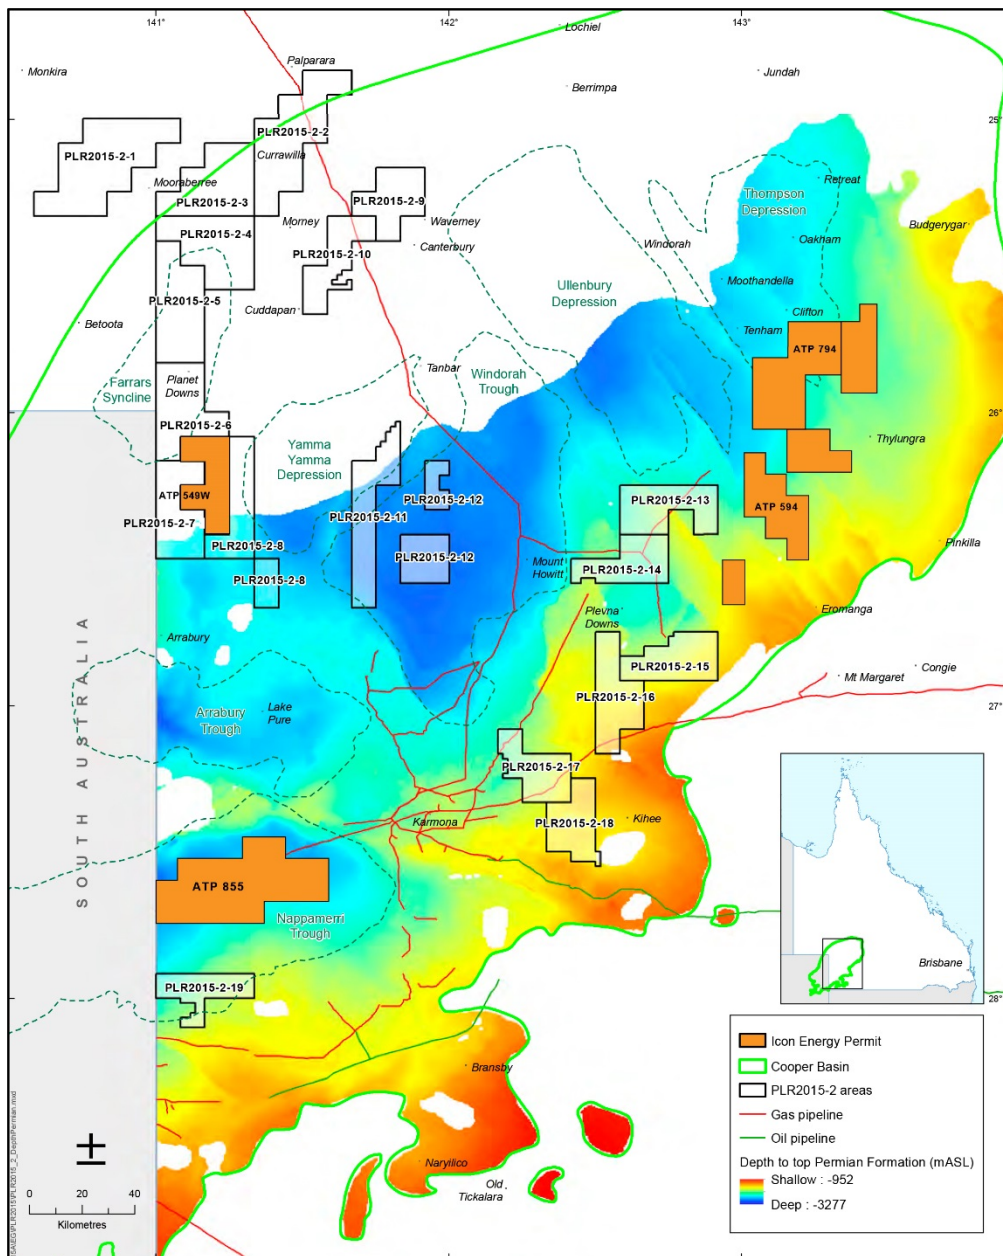 141°
142°
143°
Lochiel
Monkira
Palparara
Jundah
Berrimpa
25°
25°
PLR2015-2-2
PLR2015-2-1
Currawilla
Mooraberree
PLR2015-2-3
Thompson
Depression
Retreat
PLR2015-2-9
Morney
Waverney
Budgerygar
PLR2015-2-4
Canterbury
Windorah
Oakham
PLR2015-2-10
Ullenbury
Depression
Moothandella
PLR2015-2-5
Cuddapan
Clifton
Betoota
Tenham
ATP 794
Tanbar
Windorah
Trough
Planet
Downs
Farrars
Syncline
26°
26°
PLR2015-2-6
Yamma
Yamma
Depression
Thylungra
ATP 549W
PLR2015-2-12
PLR2015-2-13
ATP 594
PLR2015-2-7
PLR2015-2-11
PLR2015-2-8
Pinkilla
PLR2015-2-12
Mount
Howitt
PLR2015-2-14
PLR2015-2-8
Plevna
Downs
Eromanga
Arrabury
SOUTH AUSTRALIA
PLR2015-2-15
Congie
Mt Margaret
PLR2015-2-16
Arrabury
Trough
Lake
Pure
27°
27°
PLR2015-2-17
Karmona
PLR2015-2-18
Kihee
ATP 855
Nappamerri
Trough
Brisbane
PLR2015-2-19
28°
28°
Icon Energy Permit
Cooper Basin
PLR2015-2 areas
Gas pipeline
Oil pipeline
Depth to top Permian Formation (mASL)
Shallow : -952
Deep : -3277
Bransby
Naryilico
Old
Tickalara
0 20 40
Kilometres